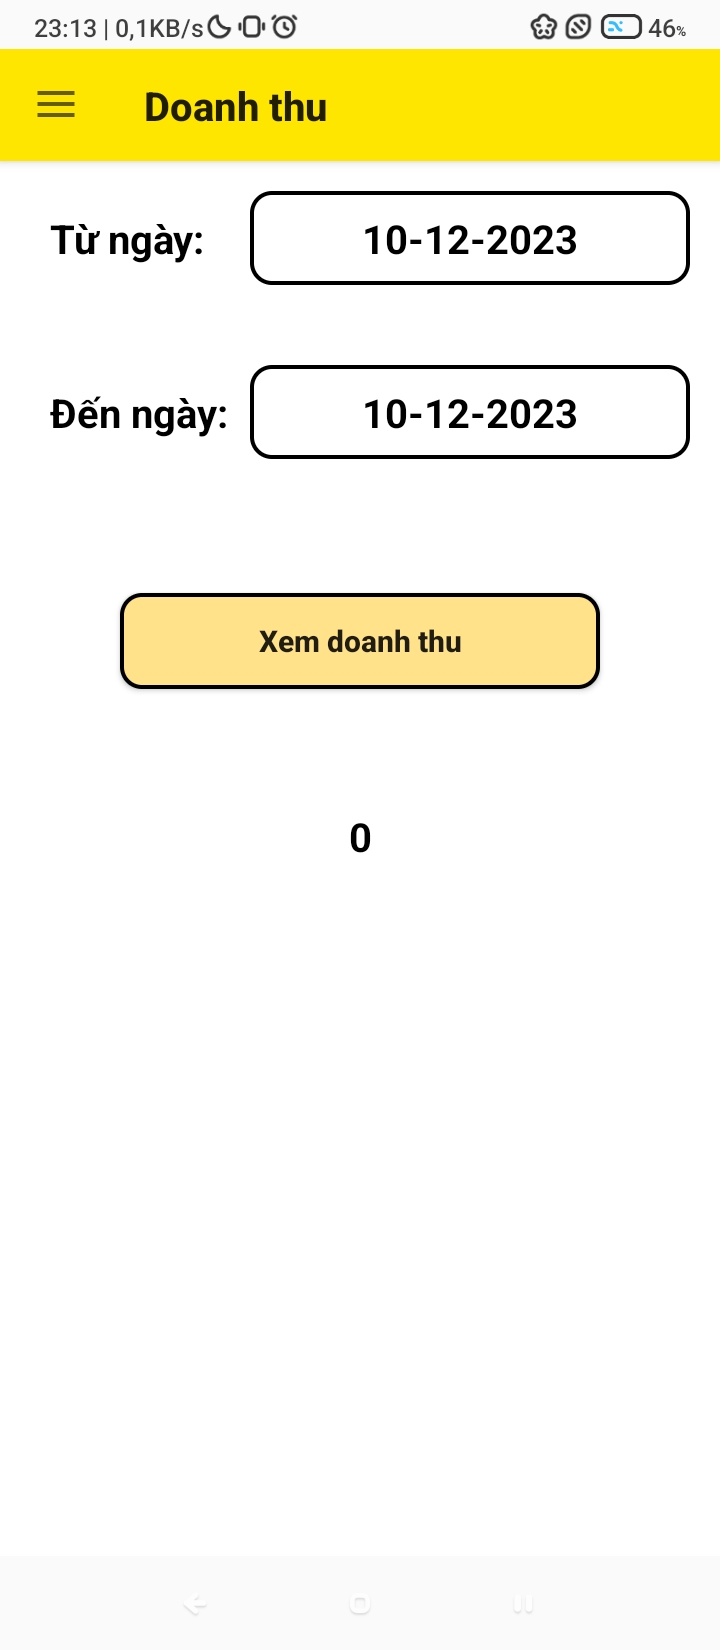 23:13 | 0,1KB/s 46%
Doanh thu
Từ ngày: 10-12-2023
Đến ngày: 10-12-2023
Xem doanh thu
0